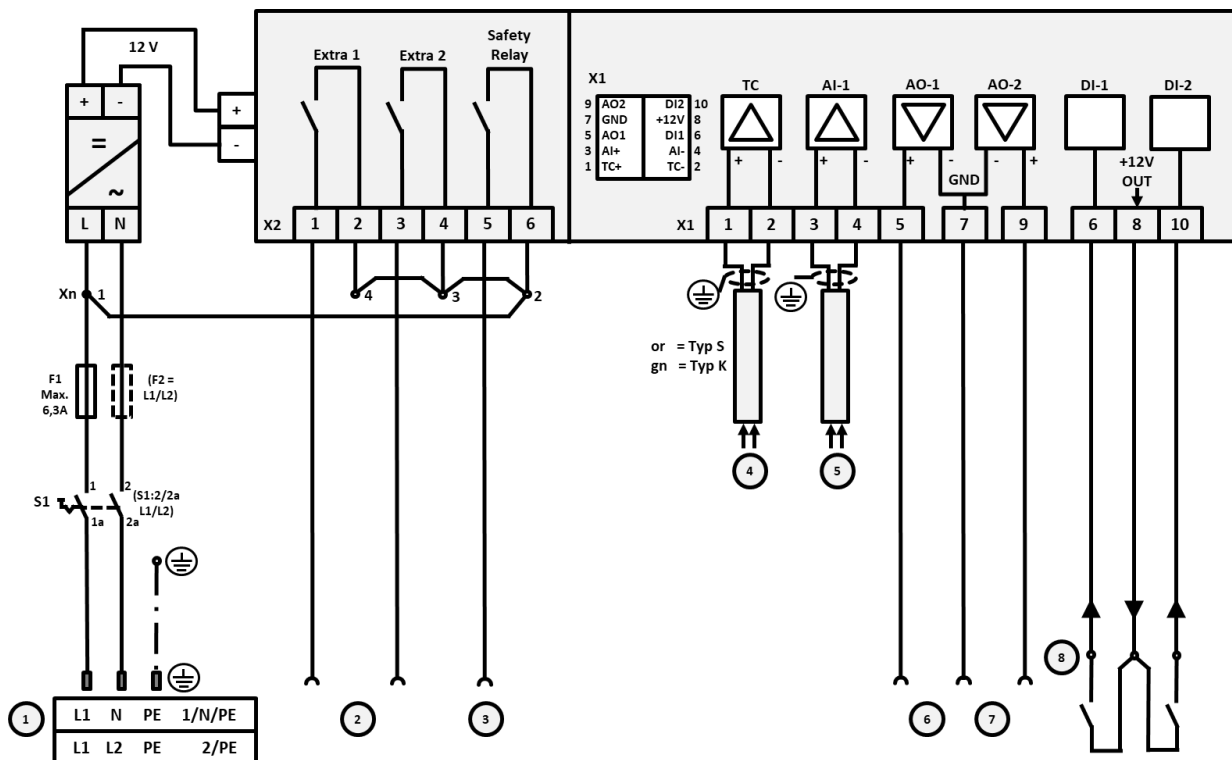 12 V
+ -
=
~
L N
+
-
Extra 1
Extra 2
Safety
Relay
X2 1 2 3 4 5 6
X1
9 AO2 DI2 10
7 GND +12V 8
5 AO1 DI1 6
3 AI+ AI- 4
1 TC+ TC- 2
TC
AI-1
AO-1
AO-2
DI-1
DI-2
+ - + - + - - +
GND
+12V
OUT
X1 1 2 3 4 5 7 9 6 8 10
Xn 1
4
3
2
or = Typ S
gn = Typ K
F1
Max.
6,3A
(F2 =
L1/L2)
S1
1
2
1a
2a
(S1:2/2a
L1/L2)
4
5
8
1
L1 N PE 1/N/PE
L1 L2 PE 2/PE
2
3
6
7